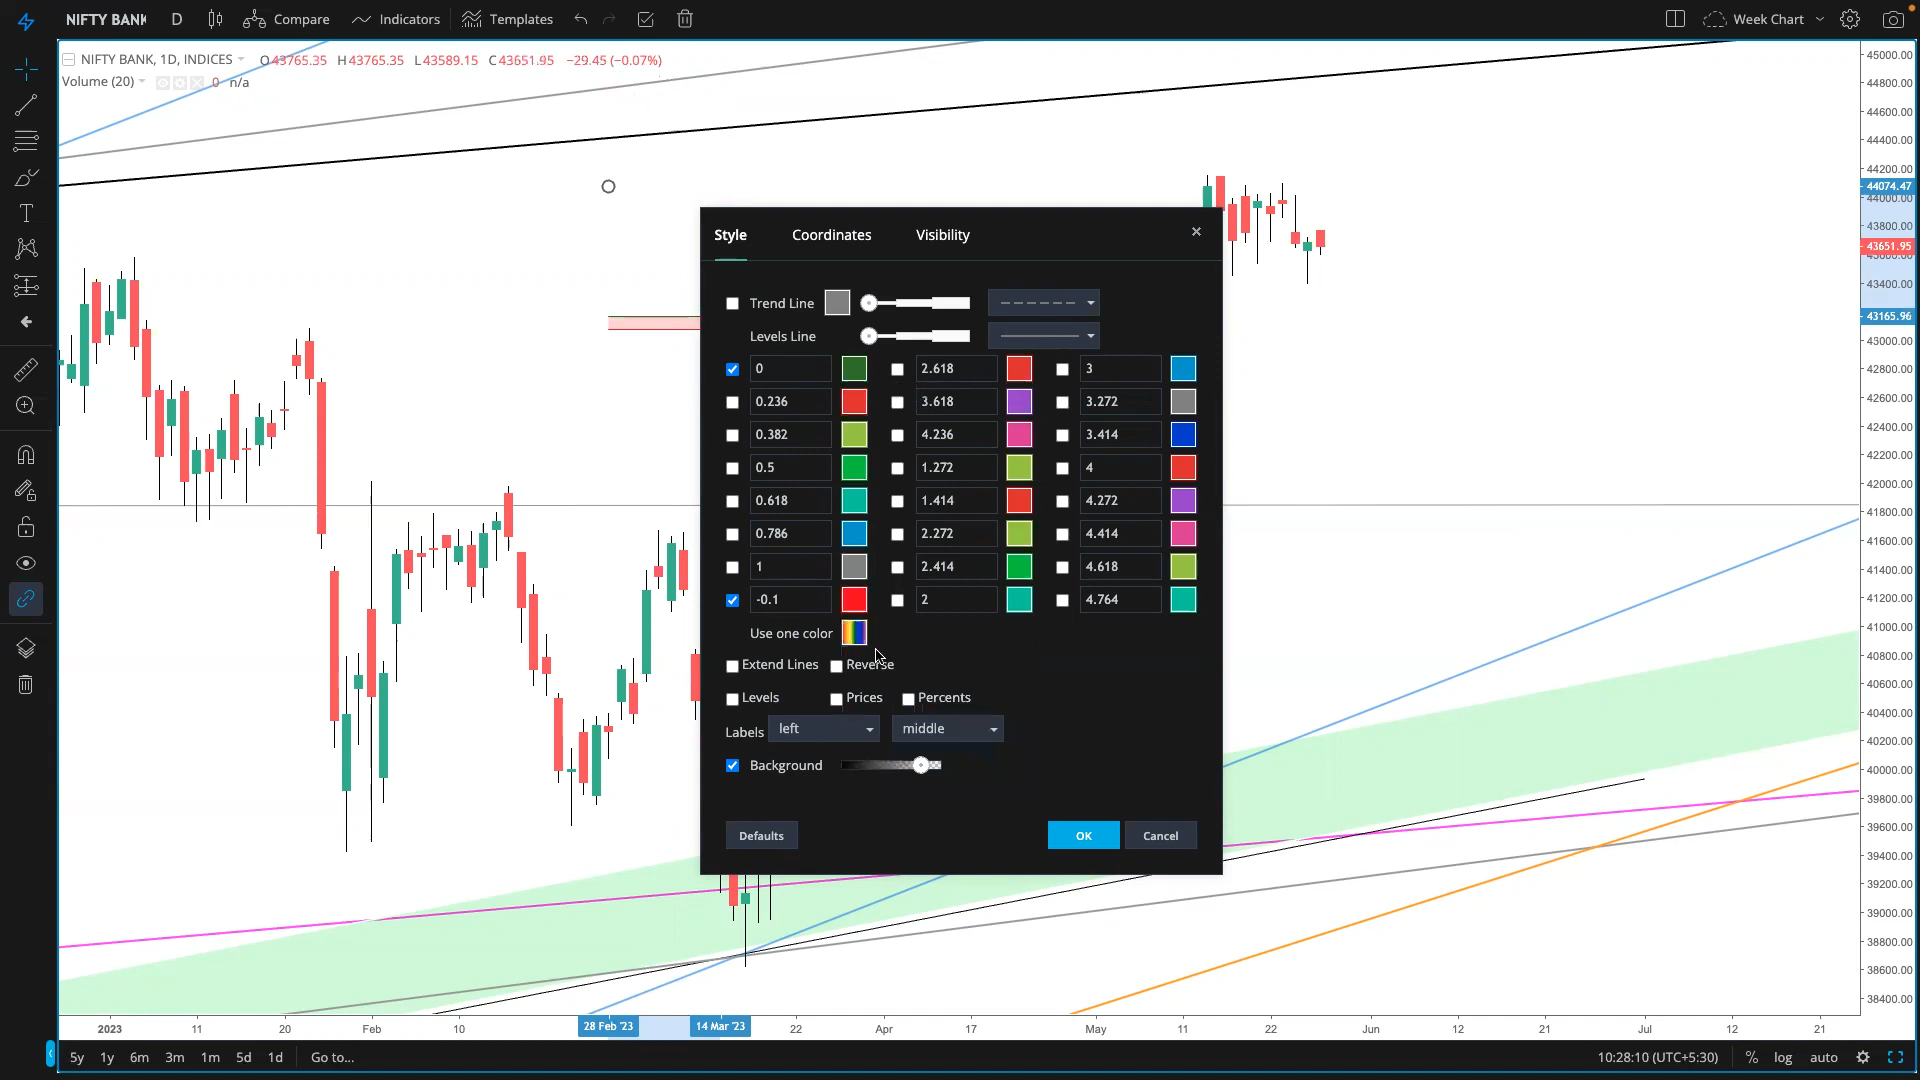 NIFTY BANK D Compare Indicators Templates Week Chart
NIFTY BANK, 1D, INDICES O43765.35 H43765.35 L43589.15 C43651.95 −29.45 (−0.07%)
Volume (20) 0 n/a
Style Coordinates Visibility
Trend Line
Levels Line
0 2.618 3
0.236 3.618 3.272
0.382 4.236 3.414
0.5 1.272 4
0.618 1.414 4.272
0.786 2.272 4.414
1 2.414 4.618
-0.1 2 4.764
Use one color
Extend Lines Reverse
Levels Prices Percents
Labels left middle
Background
Defaults OK Cancel
45000.00
44800.00
44600.00
44400.00
44200.00
44074.47
44000.00
43800.00
43651.95
43600.00
43400.00
43165.96
43000.00
42800.00
42600.00
42400.00
42200.00
42000.00
41800.00
41600.00
41400.00
41200.00
41000.00
40800.00
40600.00
40400.00
40200.00
40000.00
39800.00
39600.00
39400.00
39200.00
39000.00
38800.00
38600.00
38400.00
2023 11 20 Feb 10 28 Feb '23 14 Mar '23 22 Apr 17 May 11 22 Jun 12 21 Jul 12 21
5y 1y 6m 3m 1m 5d 1d Go to... 10:28:10 (UTC+5:30) % log auto